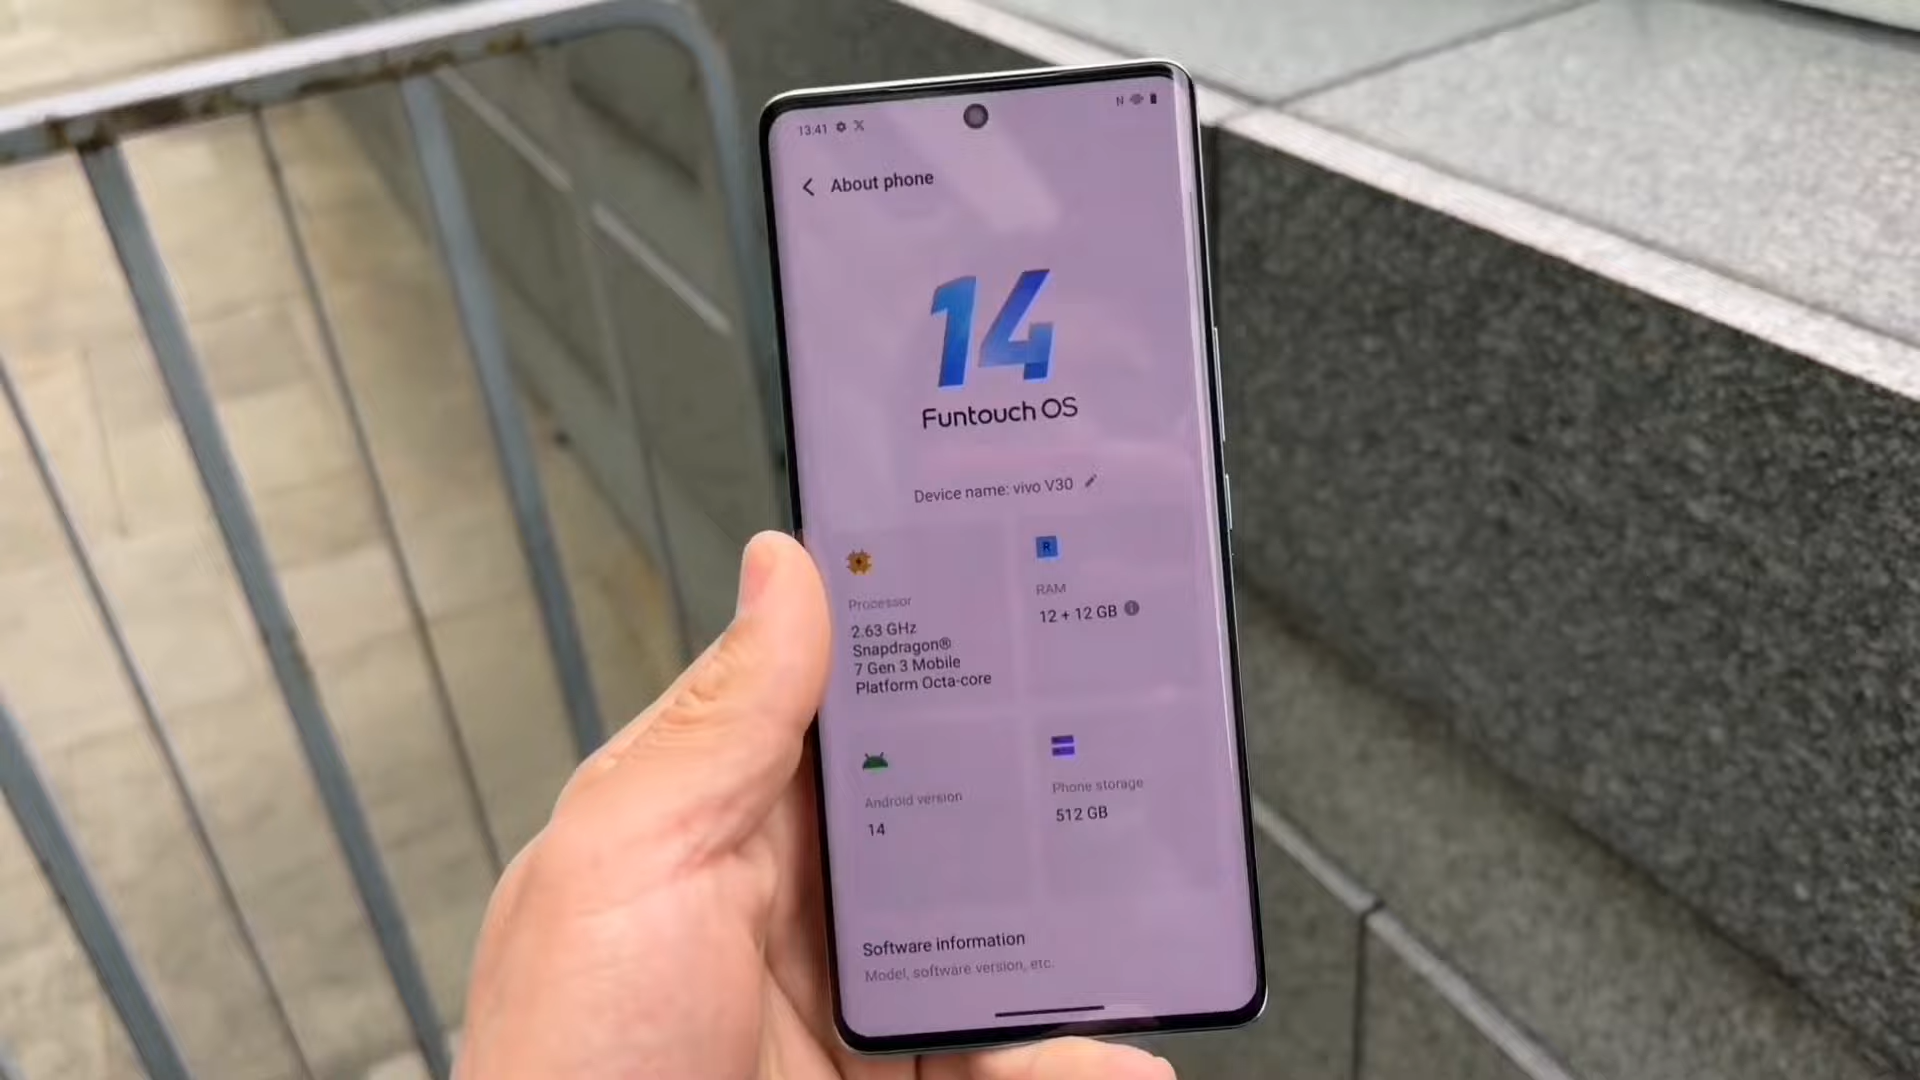 13:41
N
About phone
14
Funtouch OS
Device name: vivo V30
R
Processor
2.63 GHz
Snapdragon®
7 Gen 3 Mobile
Platform Octa-core
RAM
12 + 12 GB
Android version
14
Phone storage
512 GB
Software information
Model, software version, etc.